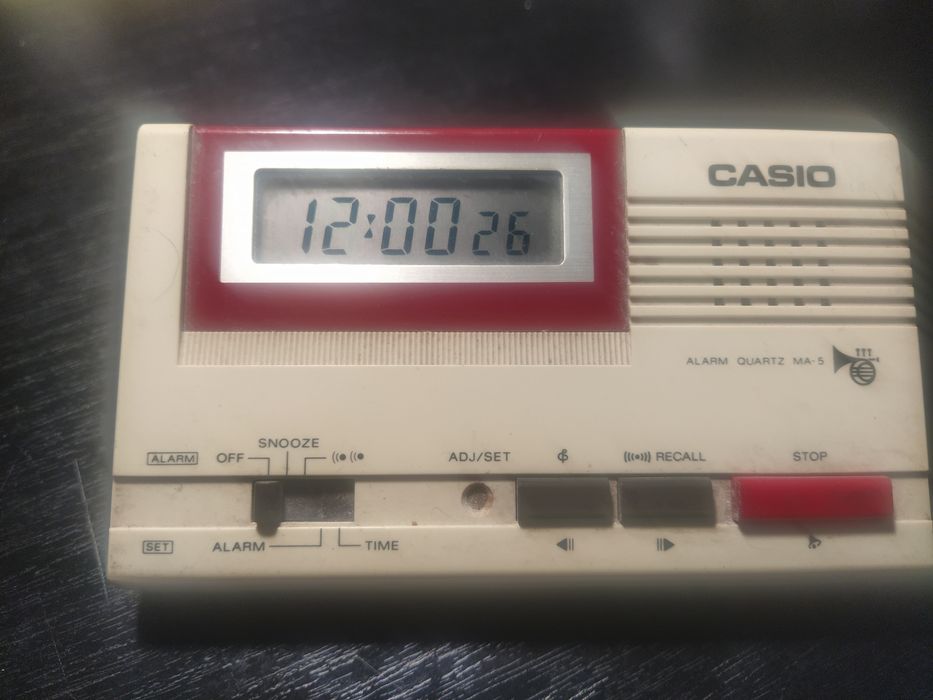 CASIO
12:00 26
ALARM QUARTZ MA-5
SNOOZE
ALARM OFF ADJ/SET RECALL STOP
SET ALARM TIME